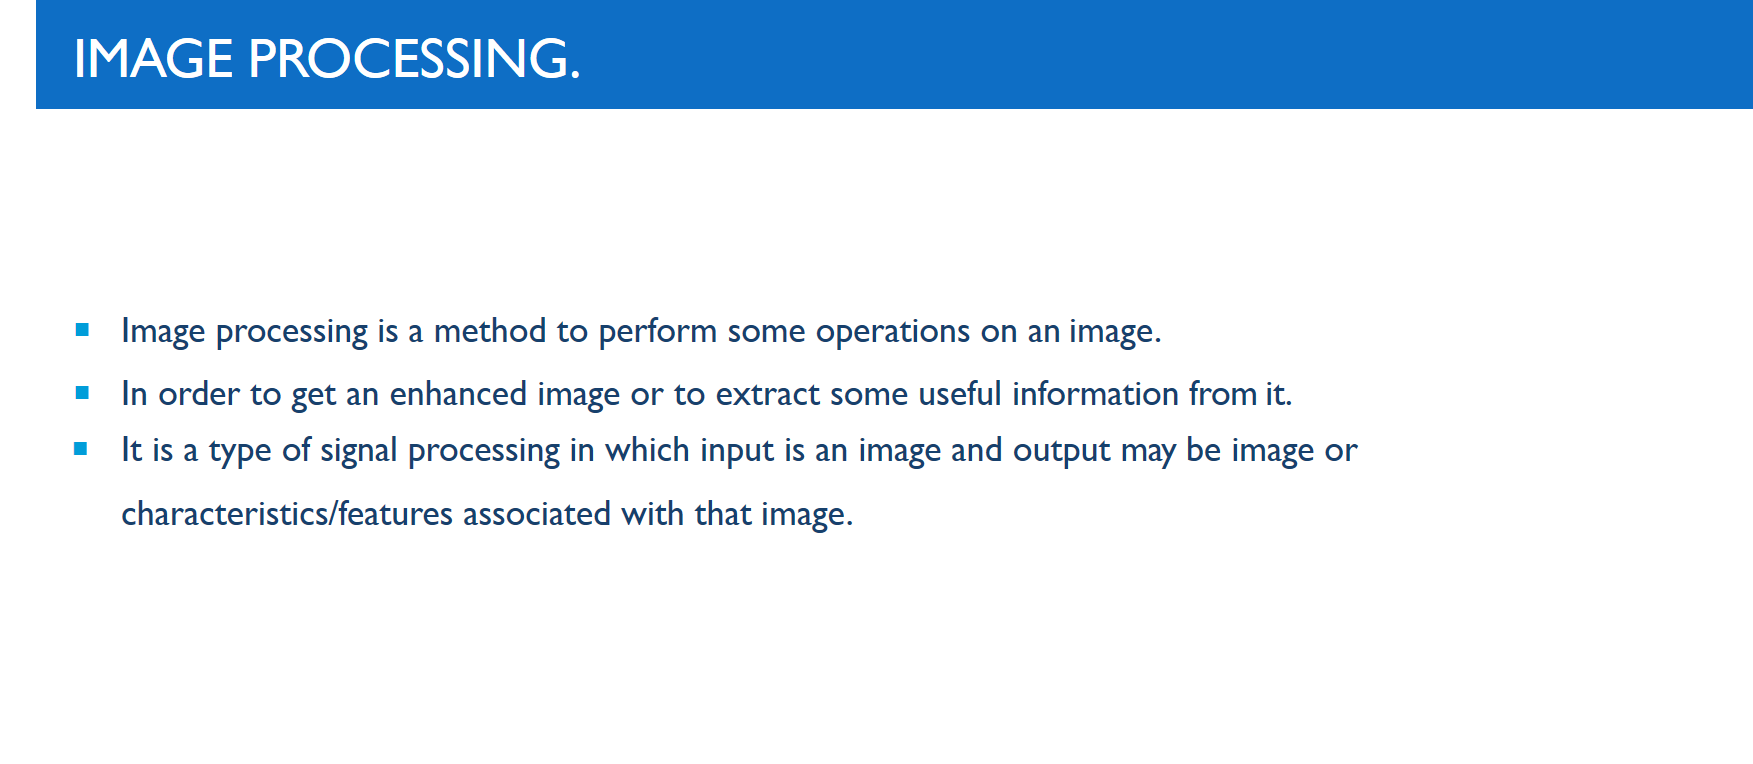 IMAGE PROCESSING.
Image processing is a method to perform some operations on an image.
In order to get an enhanced image or to extract some useful information from it.
It is a type of signal processing in which input is an image and output may be image or
characteristics/features associated with that image.